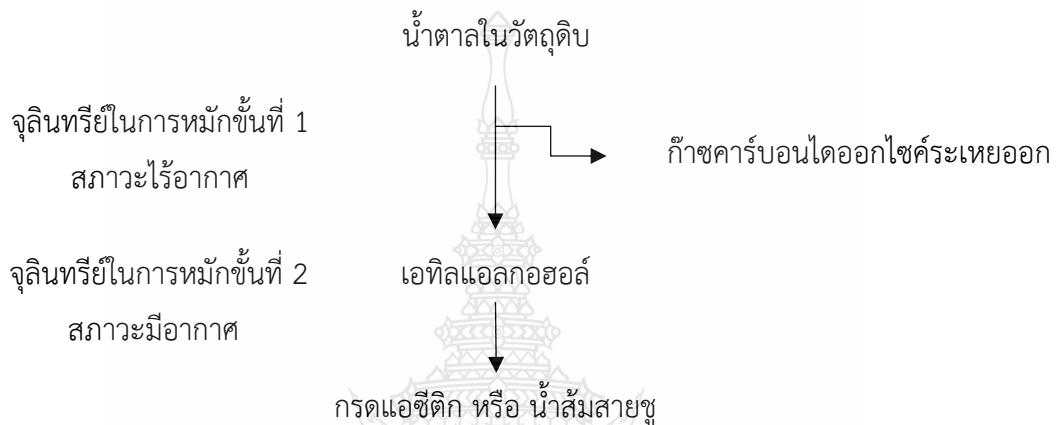 น้ำตาลในวัตถุดิบ
จุลินทรีย์ในการหมักขั้นที่ 1
สภาวะไร้อากาศ
ก๊าซคาร์บอนไดออกไซค์ระเหยออก
จุลินทรีย์ในการหมักขั้นที่ 2
สภาวะมีอากาศ
เอทิลแอลกอฮอล์
กรดแอซีติก หรือ น้ำส้มสายชู